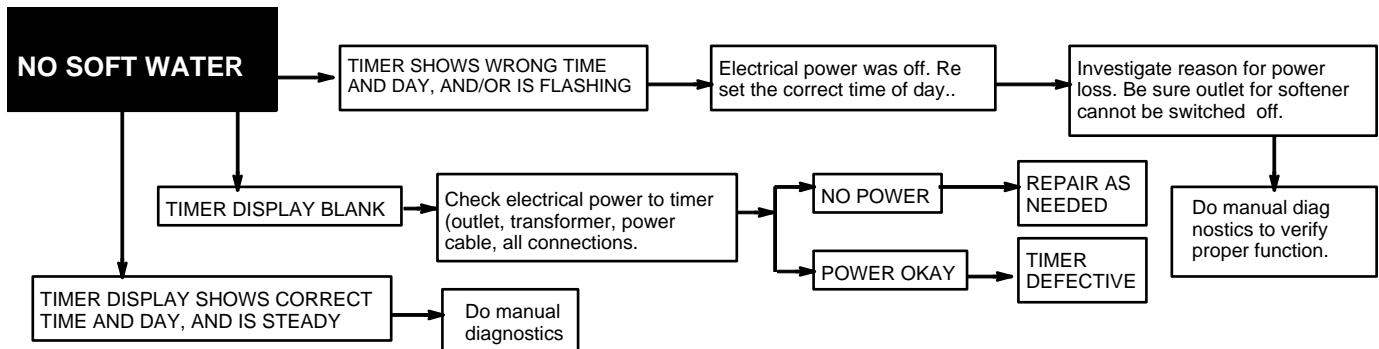 NO SOFT WATER
TIMER SHOWS WRONG TIME
AND DAY, AND/OR IS FLASHING
Electrical power was off. Re
set the correct time of day..
Investigate reason for power
loss. Be sure outlet for softener
cannot be switched off.
Do manual diag
nostics to verify
proper function.
TIMER DISPLAY BLANK
Check electrical power to timer
(outlet, transformer, power
cable, all connections.
NO POWER
REPAIR AS
NEEDED
POWER OKAY
TIMER
DEFECTIVE
TIMER DISPLAY SHOWS CORRECT
TIME AND DAY, AND IS STEADY
Do manual
diagnostics